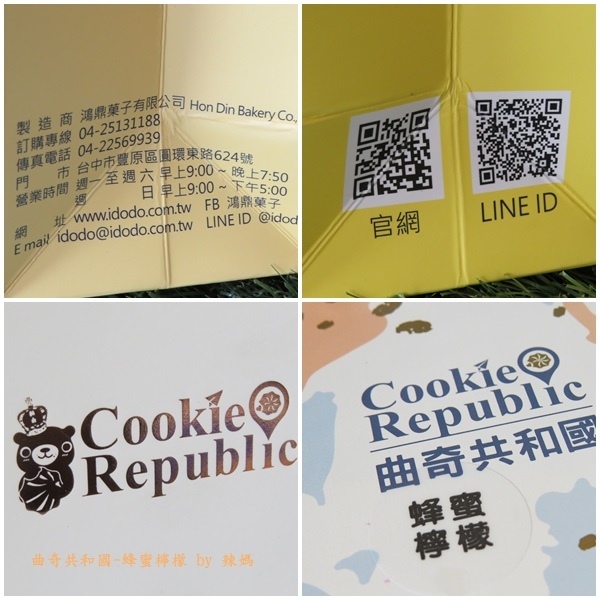 製造商 鴻鼎菓子有限公司 Hon Din Bakery Co.,
訂購專線 04-25131188
傳真電話 04-22569939
門市 台中市豐原區圓環東路624號
營業時間 週一至週六 早上9:00 ~ 晚上7:50
週日 早上9:00 ~ 下午5:00
網址 www.idodo.com.tw FB 鴻鼎菓子
E mail idodo@idodo.com.tw LINE ID @idod
官網
LINE ID
Cookie
Republic
曲奇共和國-蜂蜜檸檬 by 辣媽
Cookie
Republic
曲奇共和國
蜂蜜
檸檬